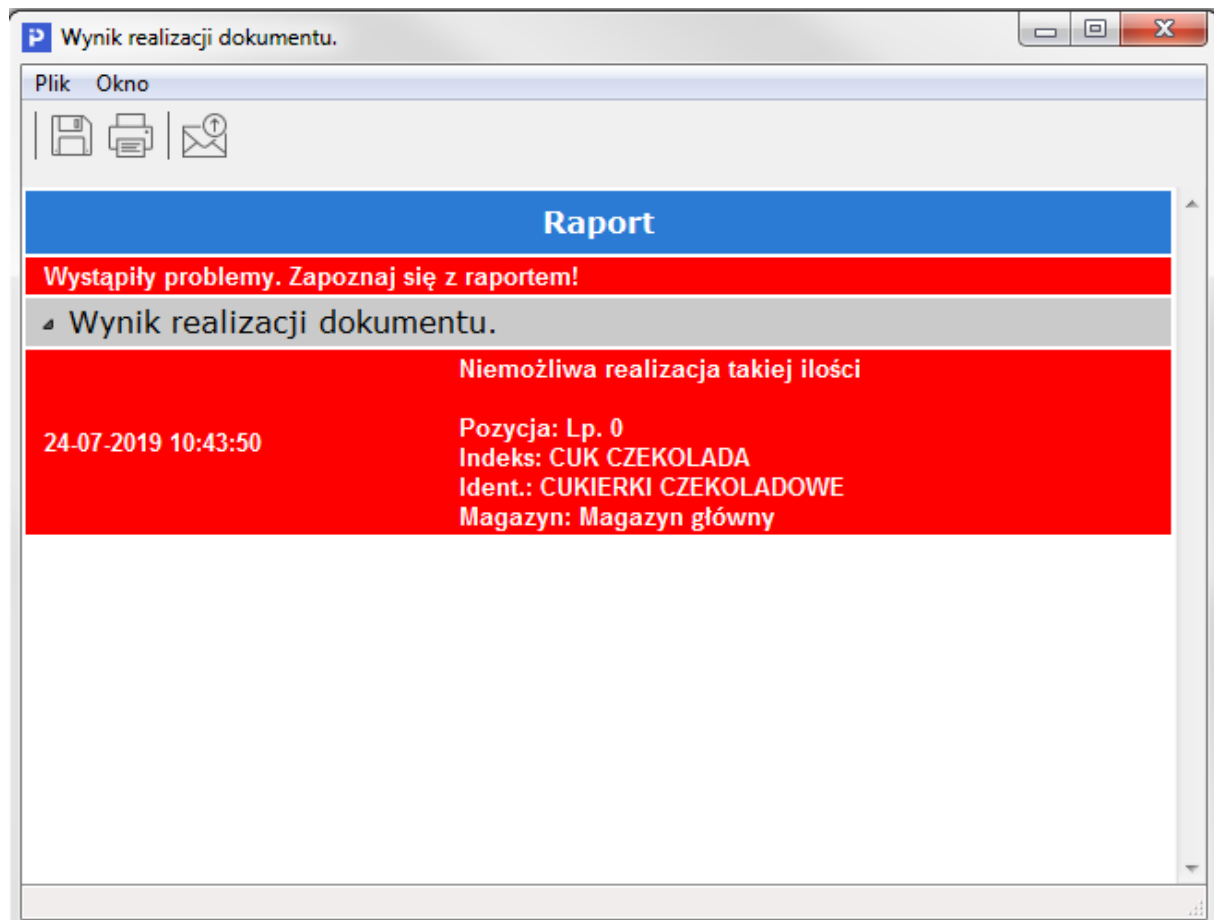 Wynik realizacji dokumentu.
Plik Okno
Raport
Wystąpiły problemy. Zapoznaj się z raportem!
Wynik realizacji dokumentu.
24-07-2019 10:43:50
Niemożliwa realizacja takiej ilości
Pozycja: Lp. 0
Indeks: CUK CZEKOLADA
Ident.: CUKIERKI CZEKOLADOWE
Magazyn: Magazyn główny